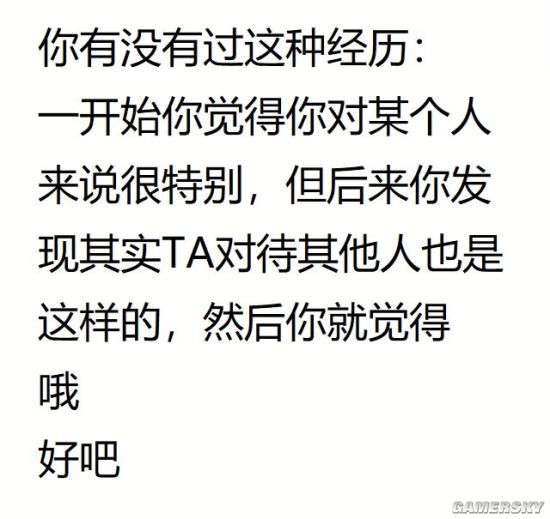 你有没有过这种经历：
一开始你觉得你对某个人
来说很特别，但后来你发
现其实TA对待其他人也是
这样的，然后你就觉得
哦
好吧
GAMERSKY